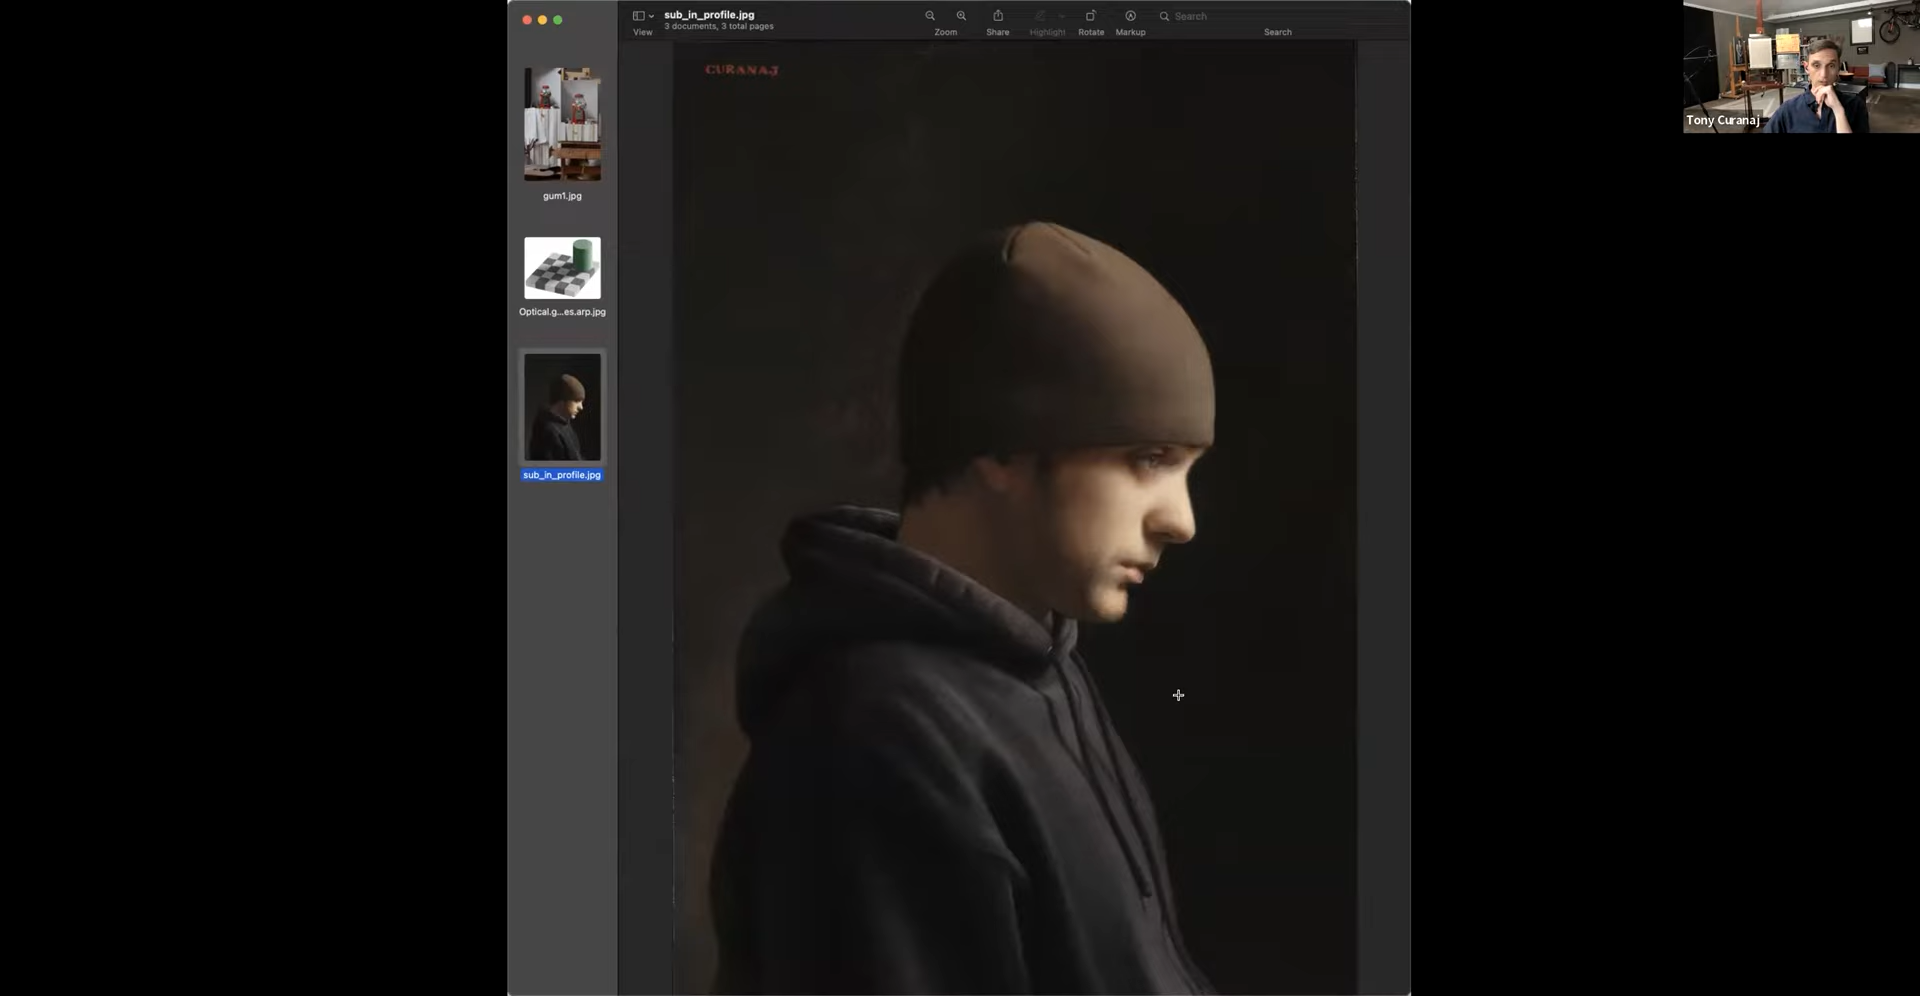 sub_in_profile.jpg
3 documents, 3 total pages
View
Zoom
Share
Highlight
Rotate
Markup
Search
Search
CURANAJ
gum1.jpg
Optical.g...es.arp.jpg
sub_in_profile.jpg
Tony Curanaj